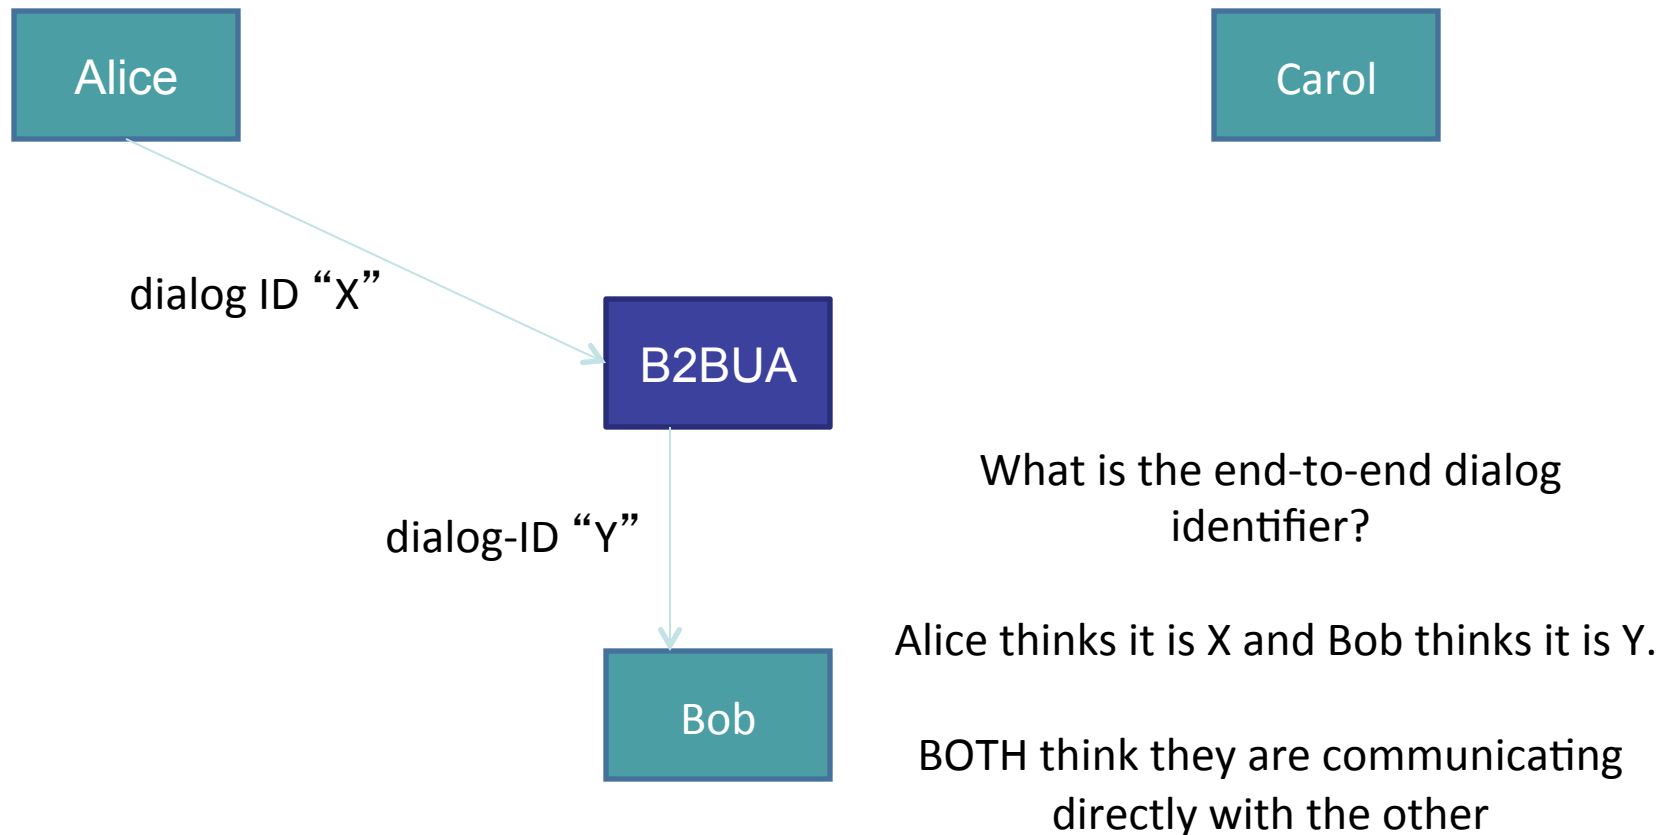 Alice
Carol
dialog ID “X”
B2BUA
What is the end-to-end dialog
identifier?
dialog-ID “Y”
Alice thinks it is X and Bob thinks it is Y.
Bob
BOTH think they are communicating
directly with the other